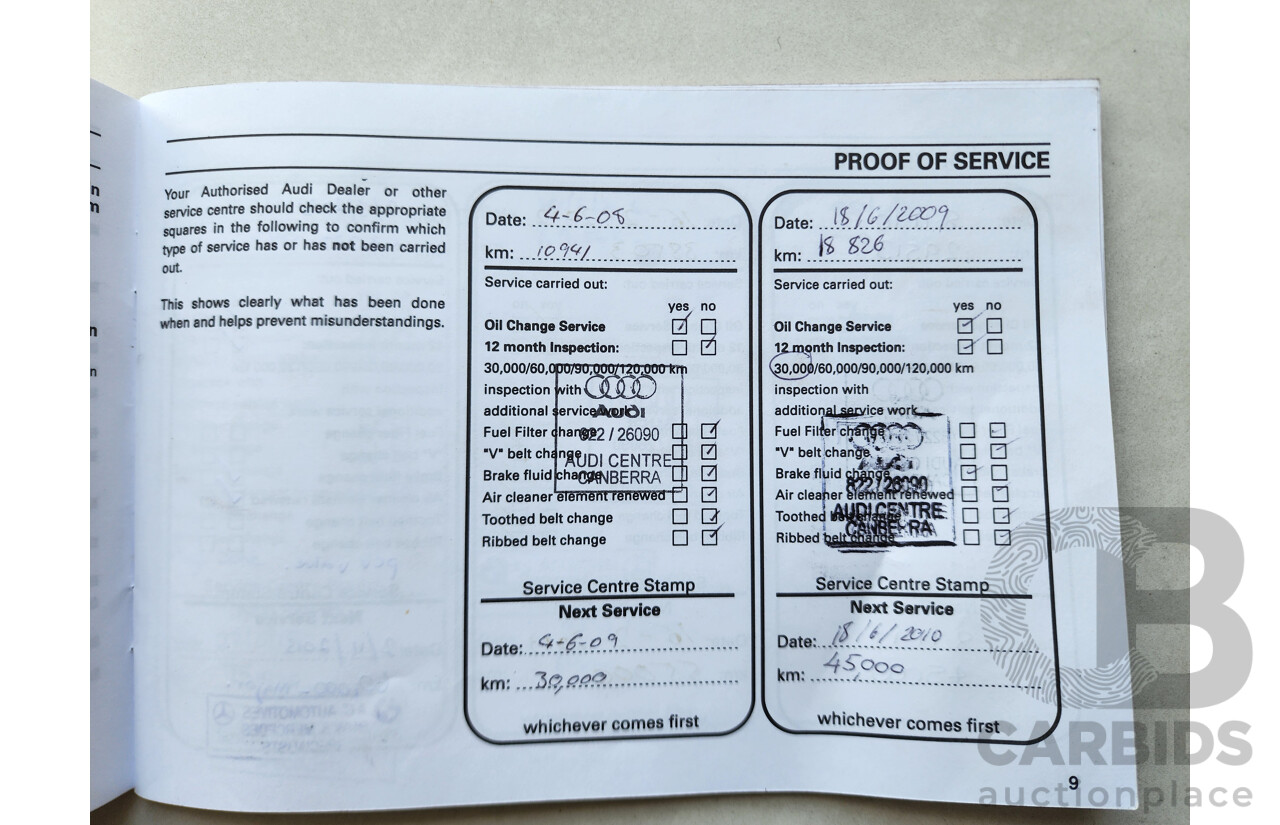 PROOF OF SERVICE
Your Authorised Audi Dealer or other
service centre should check the appropriate
squares in the following to confirm which
type of service has or has not been carried
out.
This shows clearly what has been done
when and helps prevent misunderstandings.
Date: 4-6-08
km: 10941
Service carried out:
yes no
Oil Change Service
12 month Inspection:
30,000/60,000/90,000/120,000 km
inspection with
additional service work
Fuel Filter change
"V" belt change
Brake fluid change
Air cleaner element renewed
Toothed belt change
Ribbed belt change
AUDI
822 / 26090
AUDI CENTRE
CANBERRA
Service Centre Stamp
Next Service
Date: 4-6-09
km: 30,000
whichever comes first
Date: 18/6/2009
km: 18 826
Service carried out:
yes no
Oil Change Service
12 month Inspection:
30,000/60,000/90,000/120,000 km
inspection with
additional service work
Fuel Filter change
"V" belt change
Brake fluid change
Air cleaner element renewed
Toothed belt change
Ribbed belt change
822 / 26090
AUDI CENTRE
CANBERRA
Service Centre Stamp
Next Service
Date: 18/6/2010
km: 45,000
whichever comes first
9
CARBIDS
auctionplace